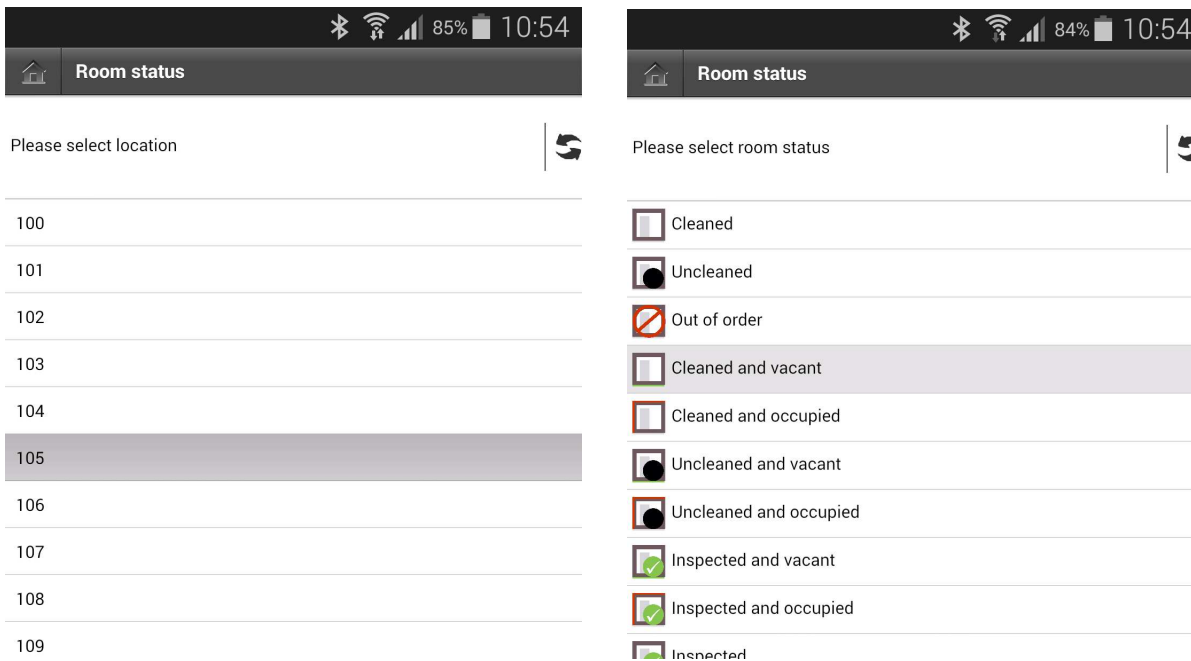 85% 10:54
Room status
Please select location
100
101
102
103
104
105
106
107
108
109
84% 10:54
Room status
Please select room status
Cleaned
Uncleaned
Out of order
Cleaned and vacant
Cleaned and occupied
Uncleaned and vacant
Uncleaned and occupied
Inspected and vacant
Inspected and occupied
Inspected